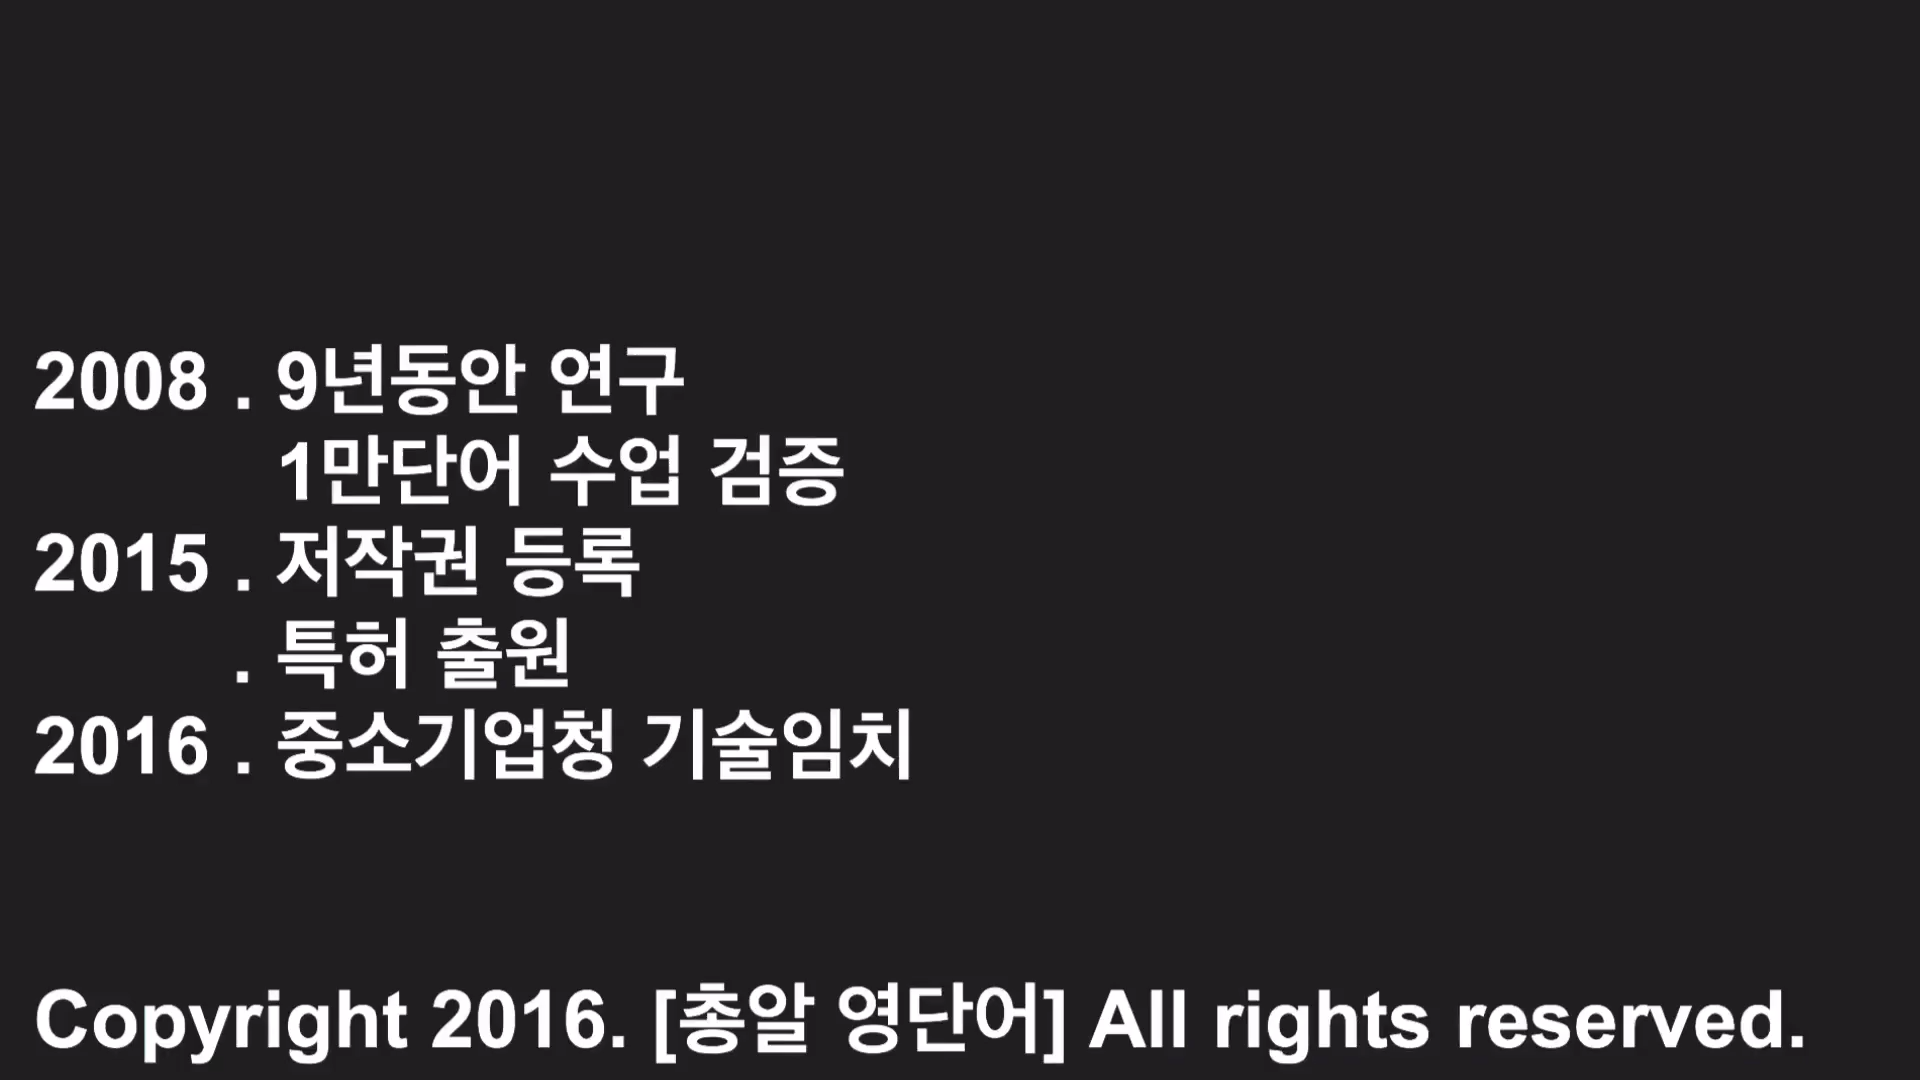 2008 . 9년동안 연구
1만단어 수업 검증
2015 . 저작권 등록
. 특허 출원
2016 . 중소기업청 기술임치
Copyright 2016. [총알 영단어] All rights reserved.